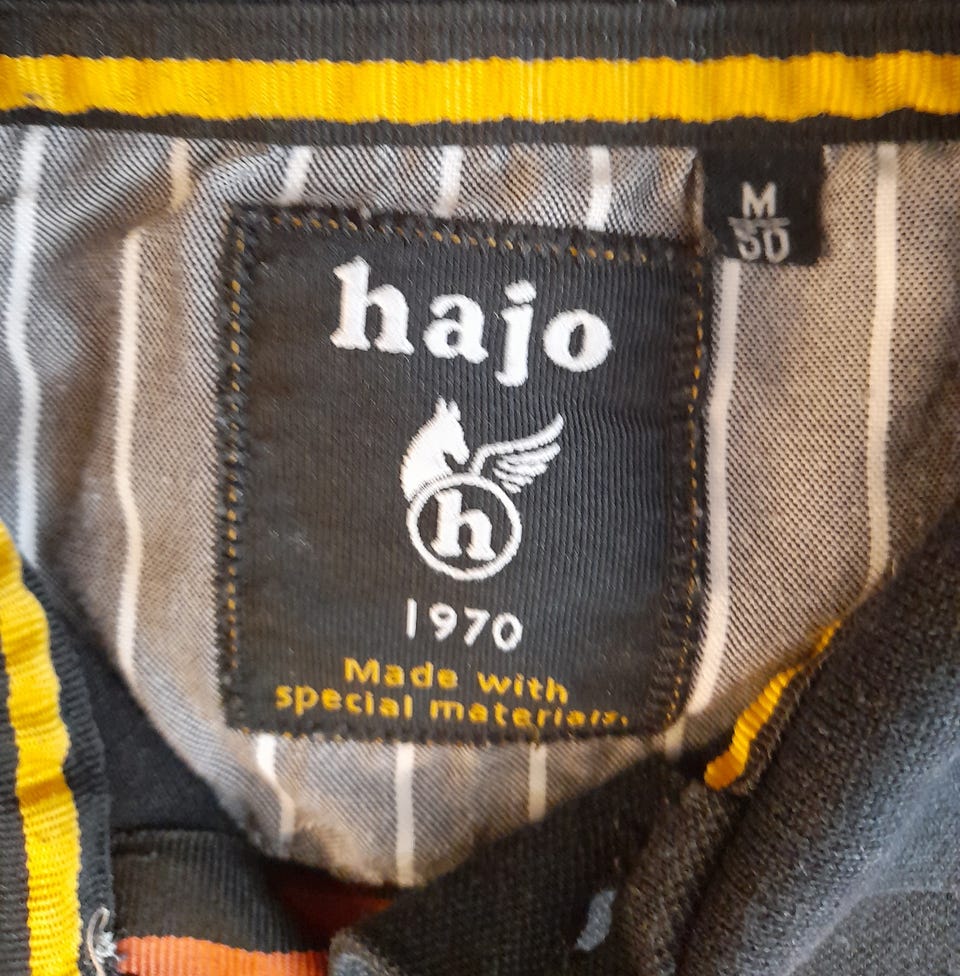 M
50
hajo
h
1970
Made with
special materials.